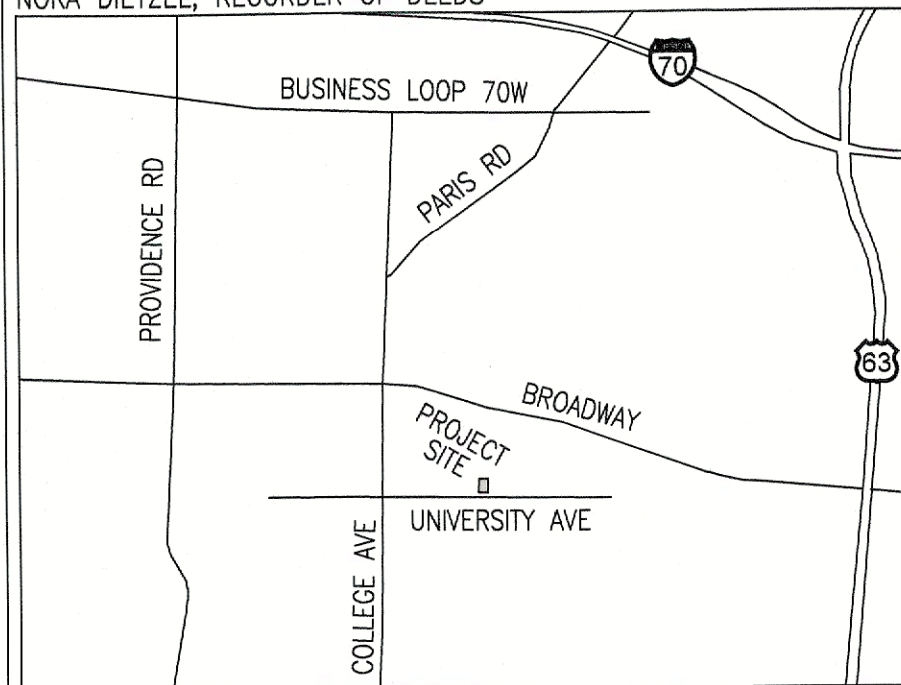 NORA DIETZEL, RECORDER OF DEEDS
70
BUSINESS LOOP 70W
PARIS RD
PROVIDENCE RD
63
BROADWAY
PROJECT
SITE
UNIVERSITY AVE
COLLEGE AVE